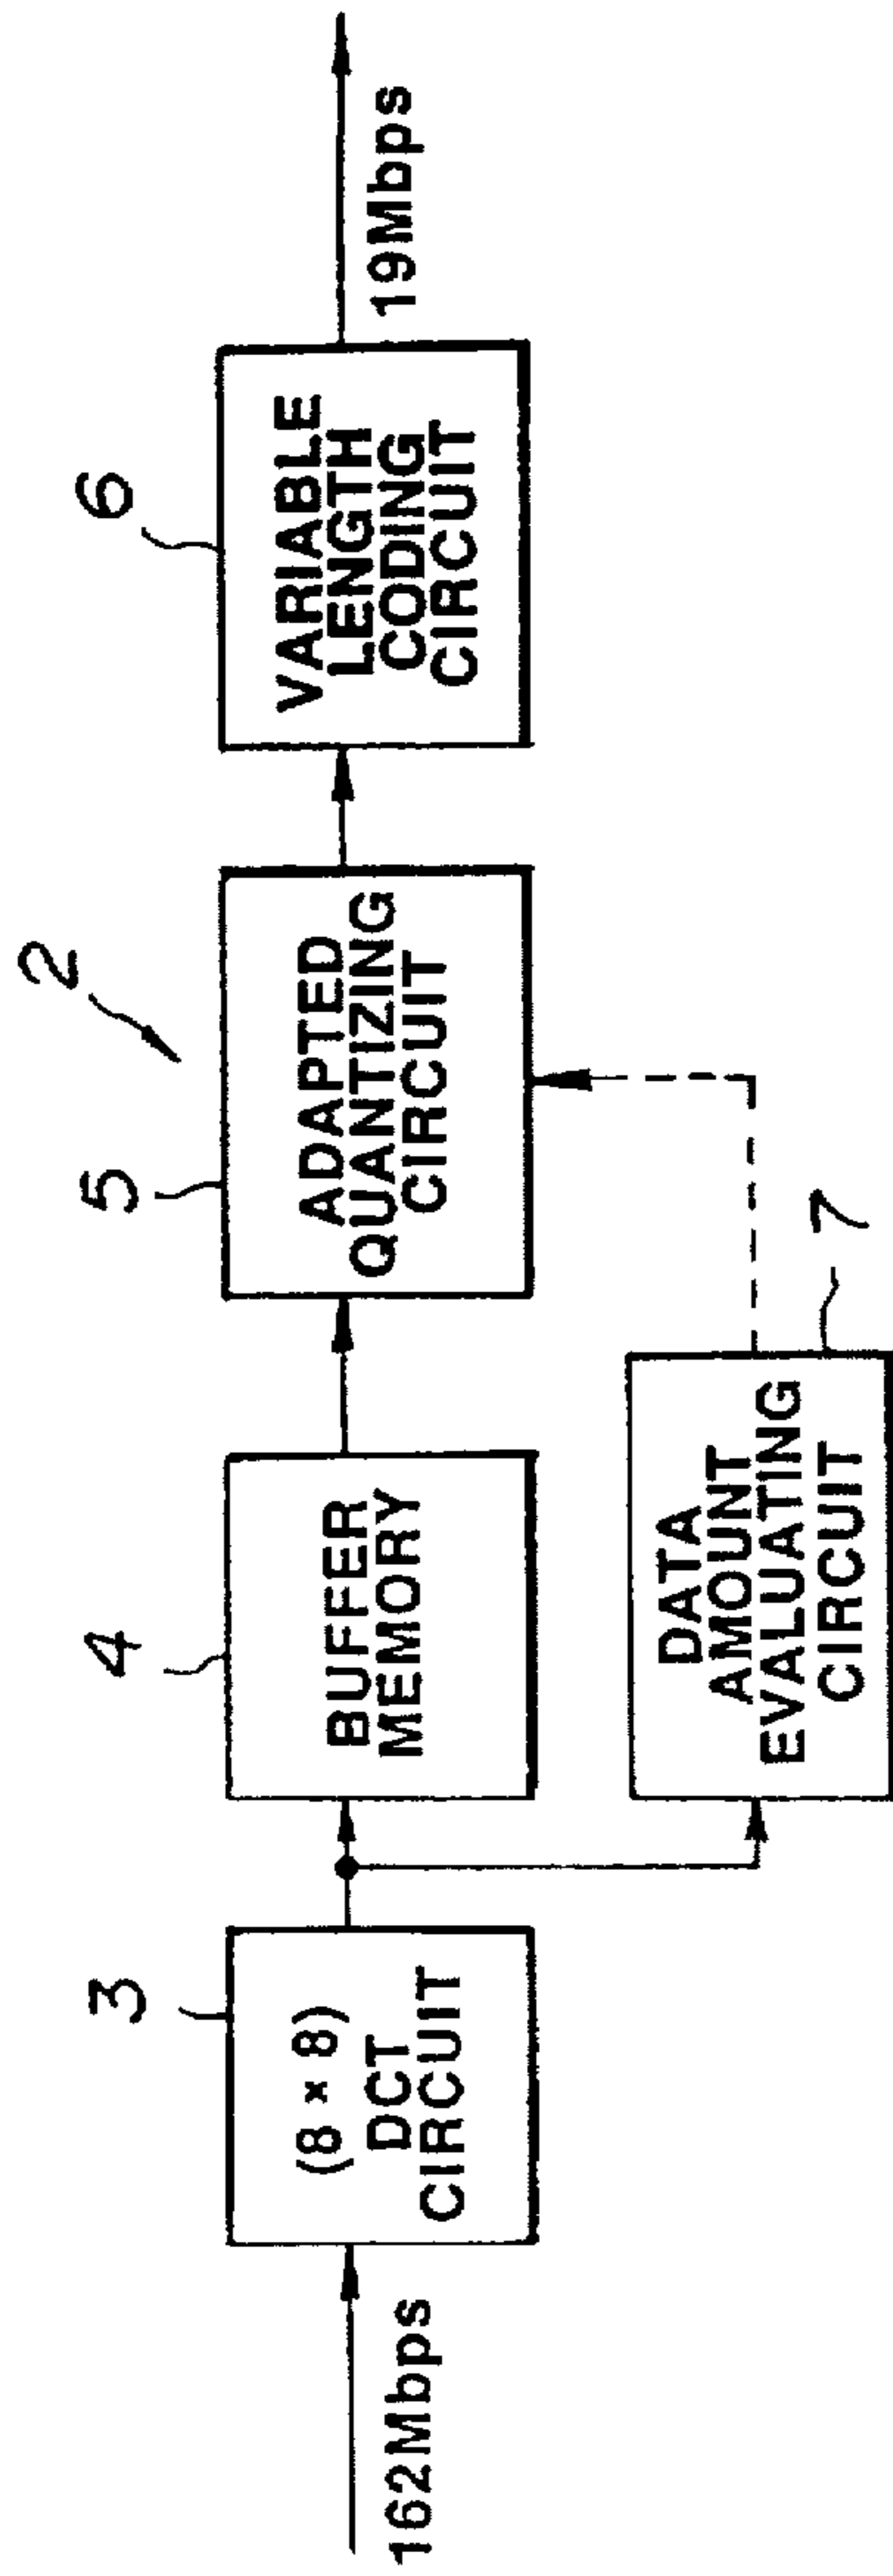 2
3
4
5
6
162Mbps
(8 × 8)
DCT
CIRCUIT
BUFFER
MEMORY
ADAPTED
QUANTIZING
CIRCUIT
VARIABLE
LENGTH
CODING
CIRCUIT
19Mbps
DATA
AMOUNT
EVALUATING
CIRCUIT
7